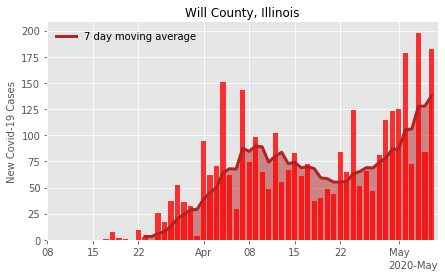 Will County, Illinois
7 day moving average
New Covid-19 Cases
200
175
150
125
100
75
50
25
0
08
15
22
Apr
08
15
22
May
2020-May